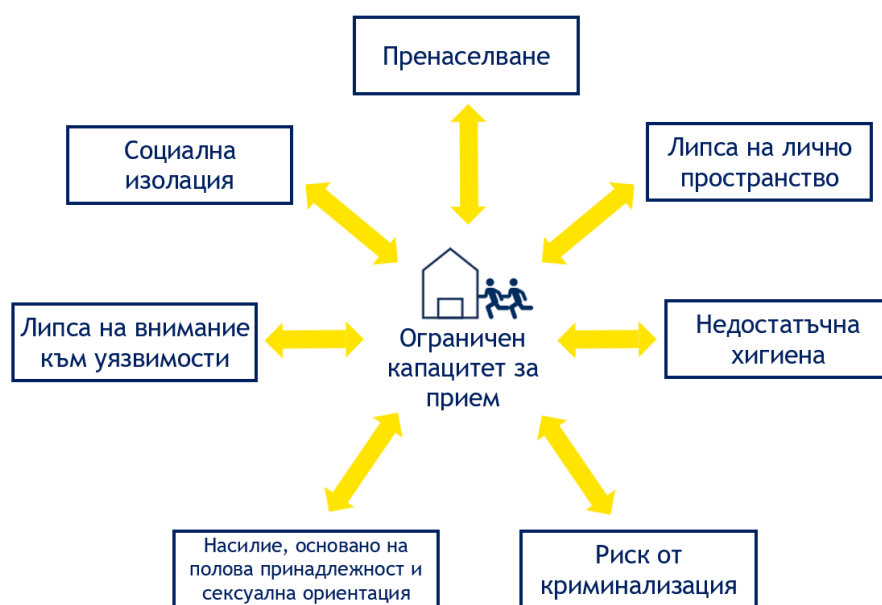 Пренаселване
Социална
изолация
Липса на лично
пространство
Липса на внимание
към уязвимости
Ограничен
капацитет за
прием
Недостатъчна
хигиена
Насилие, основано на
полова принадлежност и
сексуална ориентация
Риск от
криминализация